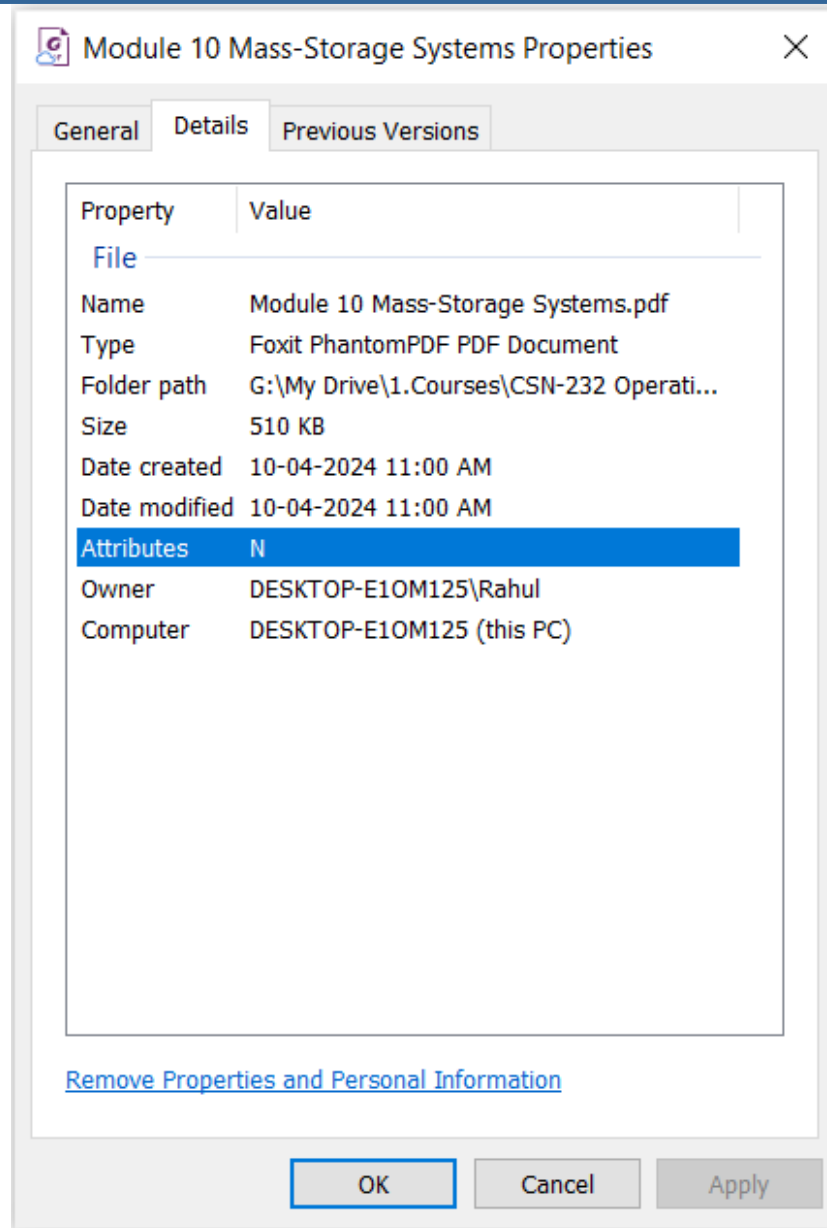 Module 10 Mass-Storage Systems Properties
General Details Previous Versions
Property Value
File
Name Module 10 Mass-Storage Systems.pdf
Type Foxit PhantomPDF PDF Document
Folder path G:\My Drive\1.Courses\CSN-232 Operati...
Size 510 KB
Date created 10-04-2024 11:00 AM
Date modified 10-04-2024 11:00 AM
Attributes N
Owner DESKTOP-E1OM125\Rahul
Computer DESKTOP-E1OM125 (this PC)
Remove Properties and Personal Information
OK Cancel Apply